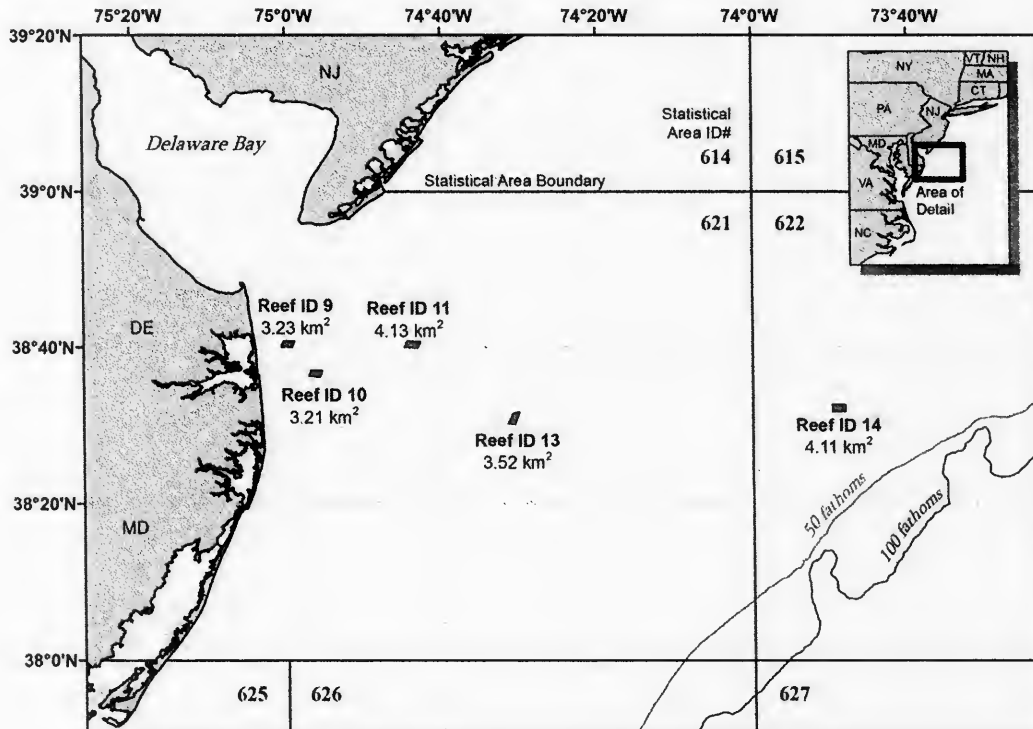 75°20'W 75°0'W 74°40'W 74°20'W 74°0'W 73°40'W
39°20'N
NJ
Delaware Bay
Statistical
Area ID#
614 615
Statistical Area Boundary
39°0'N
621 622
NY
VT NH
MA
CT
PA
NJ
MD
VA
NC
Area of
Detail
DE
Reef ID 9
3.23 km²
Reef ID 11
4.13 km²
38°40'N
Reef ID 10
3.21 km²
Reef ID 13
3.52 km²
Reef ID 14
4.11 km²
38°20'N
MD
50 fathoms
100 fathoms
38°0'N
625 626 627